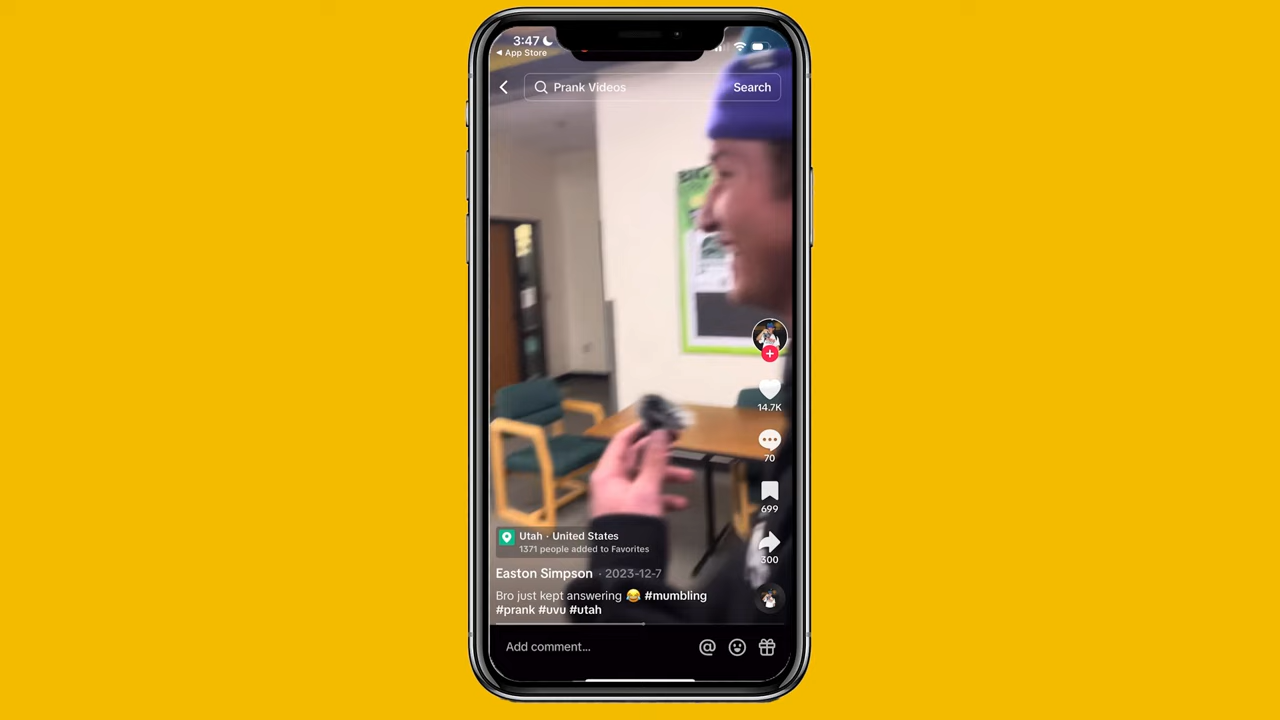 3:47
◀ App Store
Prank Videos
Search
14.7K
70
699
300
Utah · United States
1371 people added to Favorites
Easton Simpson · 2023-12-7
Bro just kept answering 😂 #mumbling
#prank #uvu #utah
Add comment...